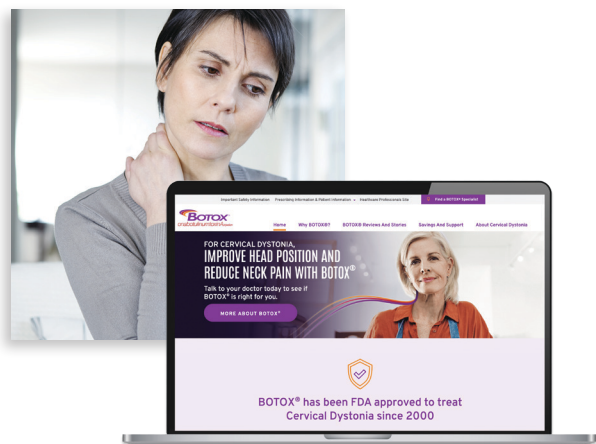 Important Safety Information Prescribing Information & Patient Information Healthcare Professionals Site Find a BOTOX® Specialist
BOTOX®
onabotulinumtoxinA
Home Why BOTOX®? BOTOX® Reviews And Stories Savings And Support About Cervical Dystonia
FOR CERVICAL DYSTONIA,
IMPROVE HEAD POSITION AND
REDUCE NECK PAIN WITH BOTOX®
Talk to your doctor today to see if
BOTOX® is right for you.
MORE ABOUT BOTOX®
BOTOX® has been FDA approved to treat
Cervical Dystonia since 2000